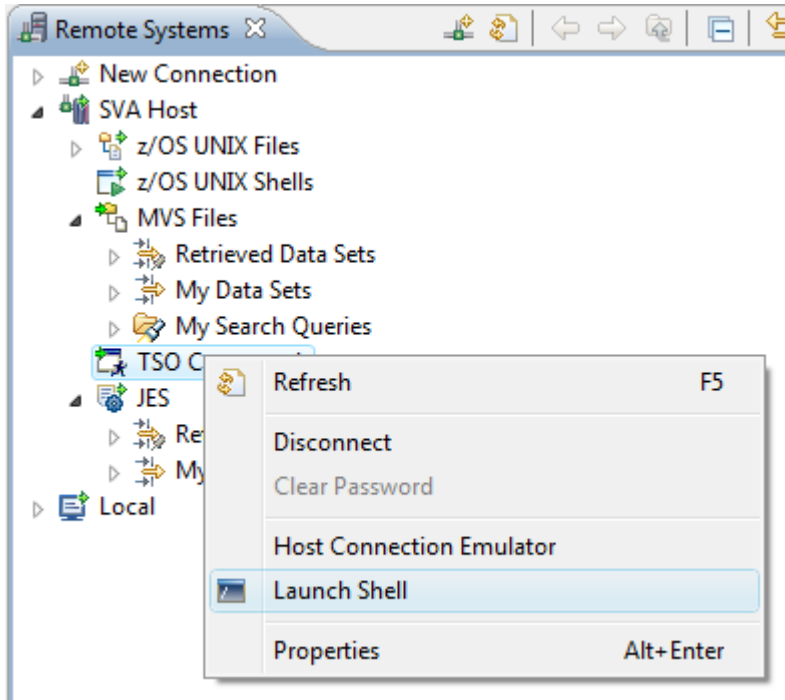 Remote Systems
New Connection
SVA Host
z/OS UNIX Files
z/OS UNIX Shells
MVS Files
Retrieved Data Sets
My Data Sets
My Search Queries
TSO
JES
My
Local
Refresh F5
Disconnect
Clear Password
Host Connection Emulator
Launch Shell
Properties Alt+Enter